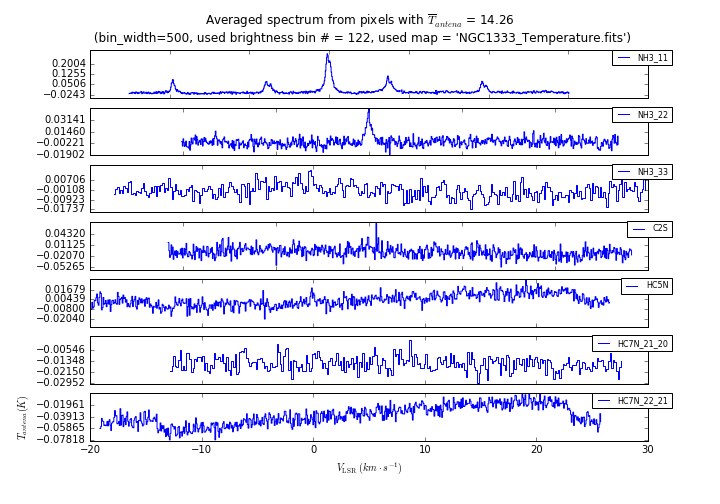 Averaged spectrum from pixels with T̅antena = 14.26
(bin_width=500, used brightness bin # = 122, used map = 'NGC1333_Temperature.fits')
NH3_11
0.2004
0.1255
0.0506
−0.0243
NH3_22
0.03141
0.01460
−0.00221
−0.01902
NH3_33
0.00706
−0.00108
−0.00923
−0.01737
C2S
0.04320
0.01125
−0.02070
−0.05265
HC5N
0.01679
0.00439
−0.00800
−0.02040
HC7N_21_20
−0.00546
−0.01348
−0.02150
−0.02952
HC7N_22_21
−0.01961
−0.03913
−0.05865
−0.07818
Tantena(K)
−20 −10 0 10 20 30
VLSR (km · s−1)